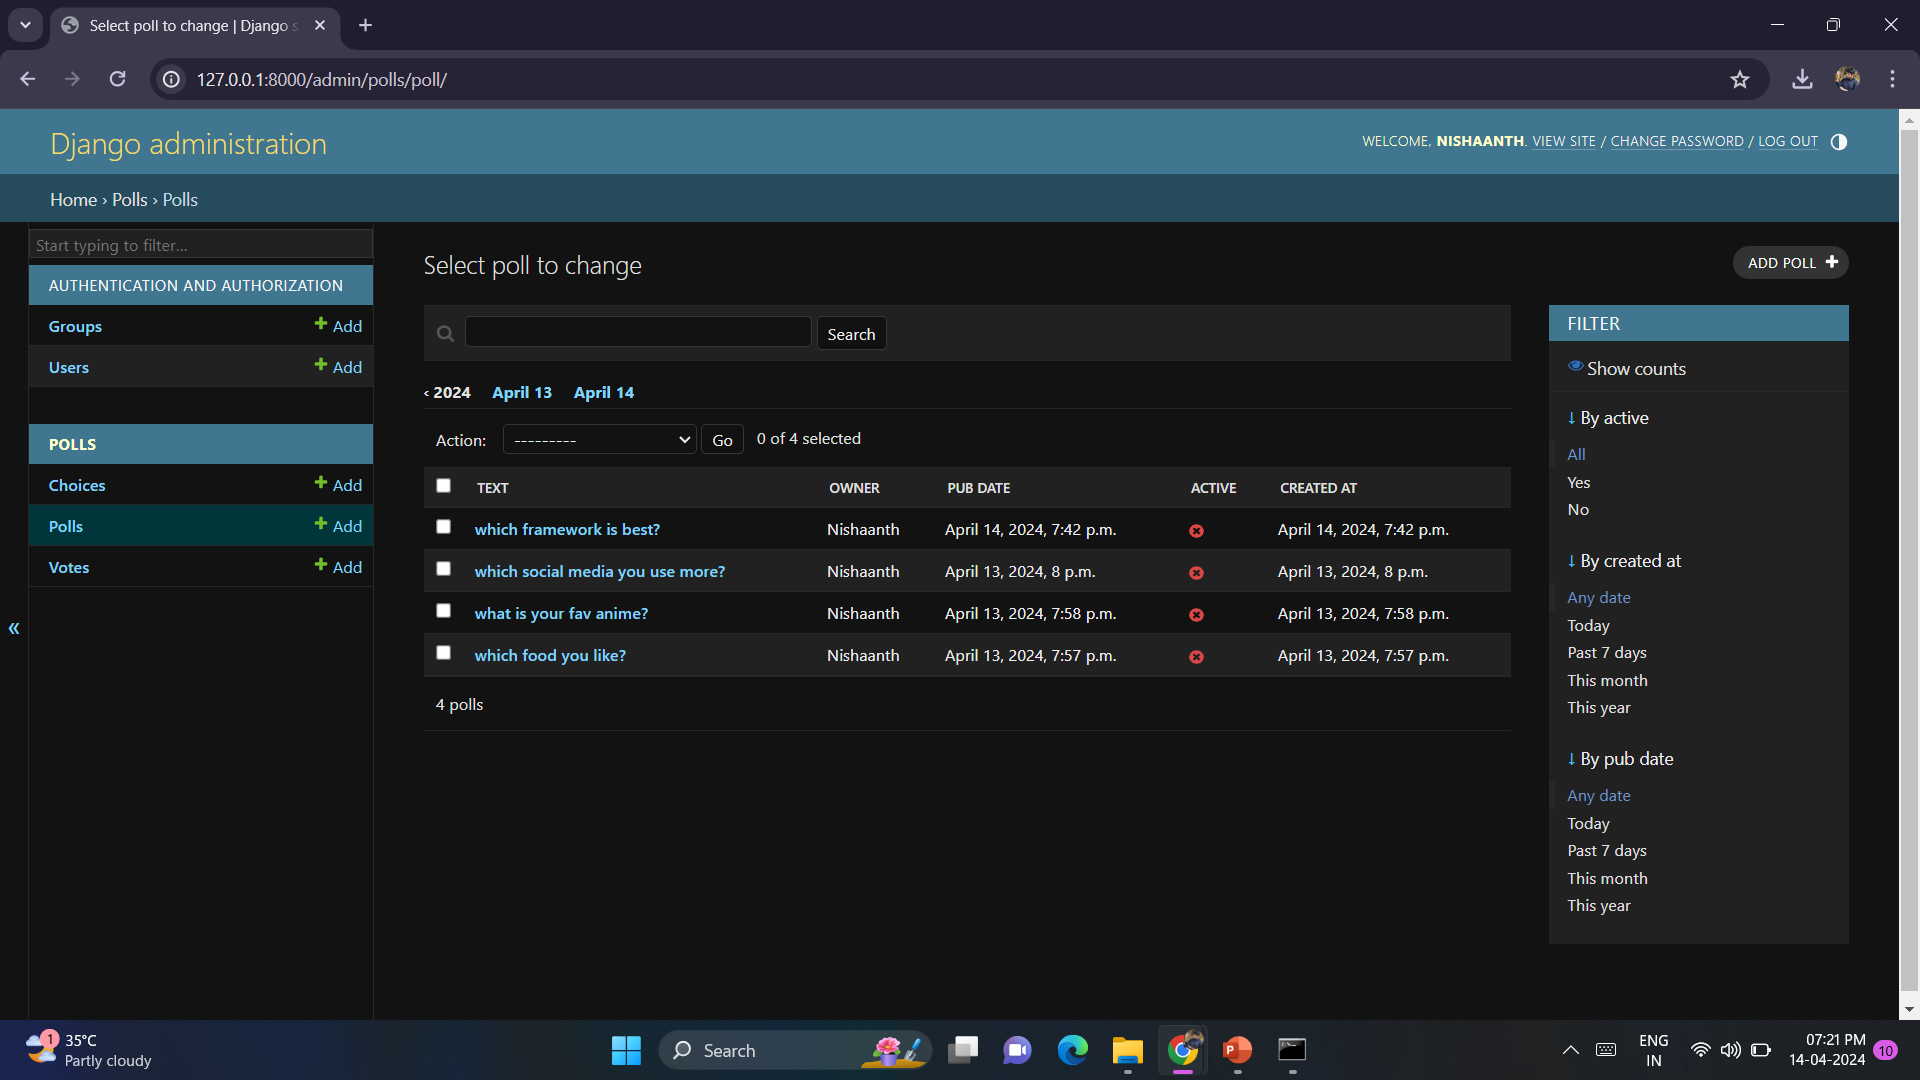 Select poll to change | Django s
127.0.0.1:8000/admin/polls/poll/
Django administration
WELCOME, NISHAANTH. VIEW SITE / CHANGE PASSWORD / LOG OUT
Home › Polls › Polls
Start typing to filter...
AUTHENTICATION AND AUTHORIZATION
Groups + Add
Users + Add
POLLS
Choices + Add
Polls + Add
Votes + Add
«
Select poll to change
ADD POLL +
Search
‹ 2024 April 13 April 14
Action: --------- Go 0 of 4 selected
TEXT OWNER PUB DATE ACTIVE CREATED AT
which framework is best? Nishaanth April 14, 2024, 7:42 p.m. April 14, 2024, 7:42 p.m.
which social media you use more? Nishaanth April 13, 2024, 8 p.m. April 13, 2024, 8 p.m.
what is your fav anime? Nishaanth April 13, 2024, 7:58 p.m. April 13, 2024, 7:58 p.m.
which food you like? Nishaanth April 13, 2024, 7:57 p.m. April 13, 2024, 7:57 p.m.
4 polls
FILTER
Show counts
↓ By active
All
Yes
No
↓ By created at
Any date
Today
Past 7 days
This month
This year
↓ By pub date
Any date
Today
Past 7 days
This month
This year
1
35°C
Partly cloudy
Search
P
ENG
IN
07:21 PM
14-04-2024
10